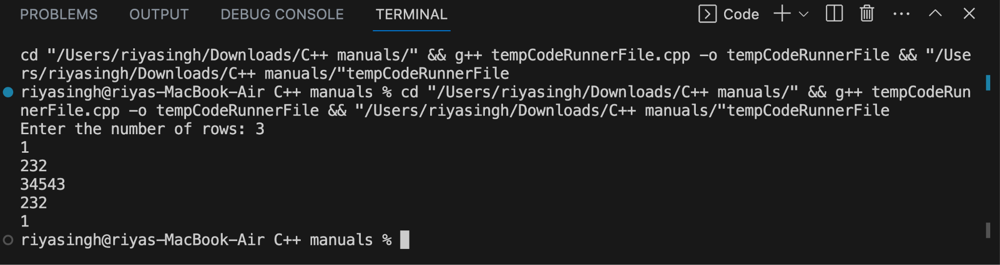 PROBLEMS OUTPUT DEBUG CONSOLE TERMINAL Code
cd "/Users/riyasingh/Downloads/C++ manuals/" && g++ tempCodeRunnerFile.cpp -o tempCodeRunnerFile && "/Use
rs/riyasingh/Downloads/C++ manuals/"tempCodeRunnerFile
riyasingh@riyas-MacBook-Air C++ manuals % cd "/Users/riyasingh/Downloads/C++ manuals/" && g++ tempCodeRun
nerFile.cpp -o tempCodeRunnerFile && "/Users/riyasingh/Downloads/C++ manuals/"tempCodeRunnerFile
Enter the number of rows: 3
1
232
34543
232
1
riyasingh@riyas-MacBook-Air C++ manuals %